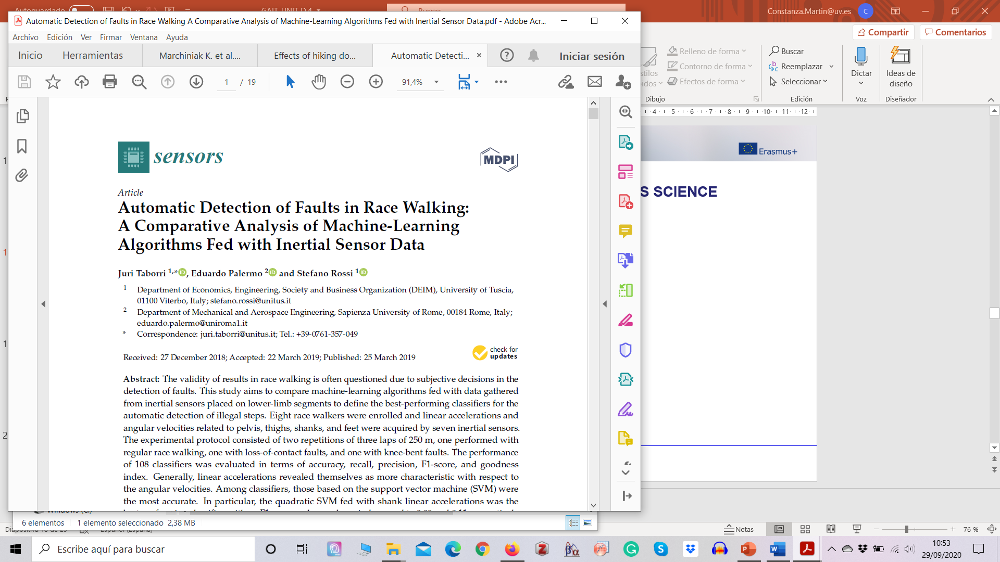 Autoguardado
GAIT_UNIT D.4
Buscar
Constanza.Martin@uv.es
C
Automatic Detection of Faults in Race Walking A Comparative Analysis of Machine-Learning Algorithms Fed with Inertial Sensor Data.pdf - Adobe Acr...
Archivo Edición Ver Firmar Ventana Ayuda
Inicio Herramientas Marchiniak K. et al.... Effects of hiking do... Automatic Detecti... Iniciar sesión
1 / 19 91,4%
Compartir Comentarios
Relleno de forma
Contorno de forma
Efectos de forma
Dibujo
Buscar
Reemplazar
Seleccionar
Edición
Dictar
Voz
Ideas de
diseño
Diseñador
4 5 6 7 8 9 10 11 12
sensors
MDPI
Article
Automatic Detection of Faults in Race Walking:
A Comparative Analysis of Machine-Learning
Algorithms Fed with Inertial Sensor Data
Juri Taborri 1,* iD, Eduardo Palermo 2 iD and Stefano Rossi 1 iD
1 Department of Economics, Engineering, Society and Business Organization (DEIM), University of Tuscia,
01100 Viterbo, Italy; stefano.rossi@unitus.it
2 Department of Mechanical and Aerospace Engineering, Sapienza University of Rome, 00184 Rome, Italy;
eduardo.palermo@uniroma1.it
* Correspondence: juri.taborri@unitus.it; Tel.: +39-0761-357-049
check for
updates
Received: 27 December 2018; Accepted: 22 March 2019; Published: 25 March 2019
Abstract: The validity of results in race walking is often questioned due to subjective decisions in the
detection of faults. This study aims to compare machine-learning algorithms fed with data gathered
from inertial sensors placed on lower-limb segments to define the best-performing classifiers for the
automatic detection of illegal steps. Eight race walkers were enrolled and linear accelerations and
angular velocities related to pelvis, thighs, shanks, and feet were acquired by seven inertial sensors.
The experimental protocol consisted of two repetitions of three laps of 250 m, one performed with
regular race walking, one with loss-of-contact faults, and one with knee-bent faults. The performance
of 108 classifiers was evaluated in terms of accuracy, recall, precision, F1-score, and goodness
index. Generally, linear accelerations revealed themselves as more characteristic with respect to
the angular velocities. Among classifiers, those based on the support vector machine (SVM) were
the most accurate. In particular, the quadratic SVM fed with shank linear accelerations was the
Erasmus+
S SCIENCE
6 elementos 1 elemento seleccionado 2,38 MB
Notas 76 %
Escribe aquí para buscar
10:53
29/09/2020